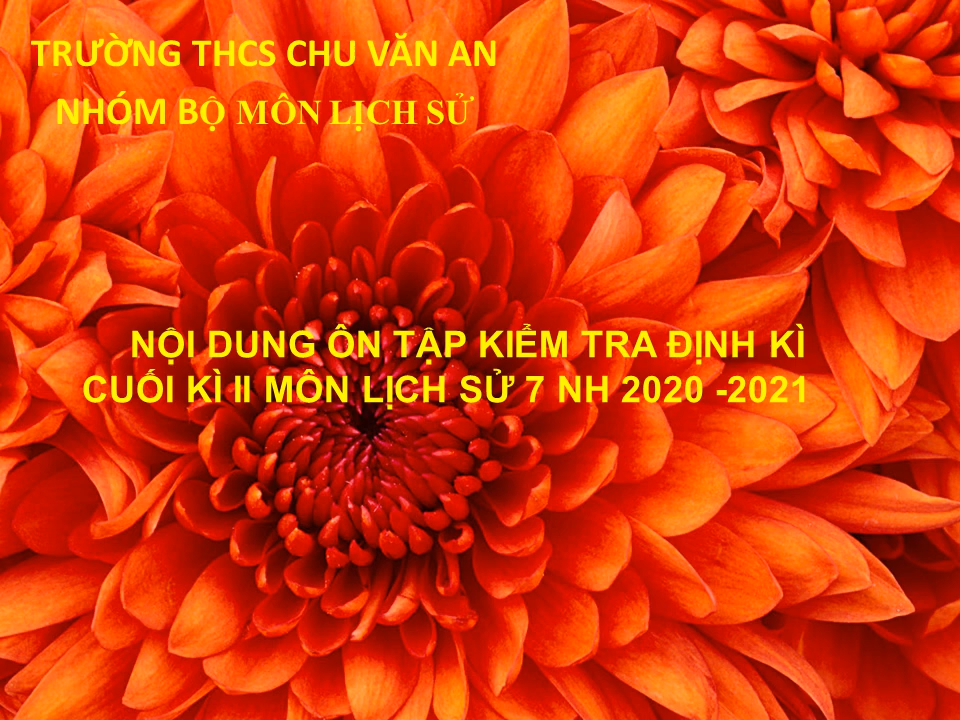 TRƯỜNG THCS CHU VĂN AN
NHÓM BỘ MÔN LỊCH SỬ
NỘI DUNG ÔN TẬP KIỂM TRA ĐỊNH KÌ
CUỐI KÌ II MÔN LỊCH SỬ 7 NH 2020 -2021